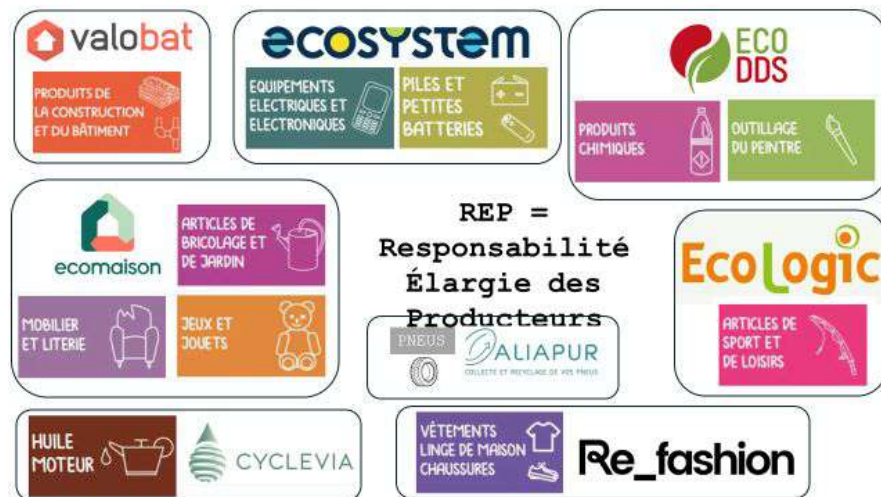 valobat
PRODUITS DE
LA CONSTRUCTION
ET DU BÂTIMENT
ecosystem
EQUIPEMENTS
ELECTRIQUES ET
ELECTRONIQUES
PILES ET
PETITES
BATTERIES
ECO
DDS
PRODUITS
CHIMIQUES
OUTILLAGE
DU PEINTRE
ecomaison
ARTICLES DE
BRICOLAGE ET
DE JARDIN
MOBILIER
ET LITERIE
JEUX ET
JOUETS
REP =
Responsabilité
Élargie des
Producteurs
PNEUS
ALIAPUR
COLLECTE ET RECYCLAGE DE VOS PNEUS
EcoLogic
ARTICLES DE
SPORT ET
DE LOISIRS
HUILE
MOTEUR
CYCLEVIA
VÊTEMENTS
LINGE DE MAISON
CHAUSSURES
Re_fashion